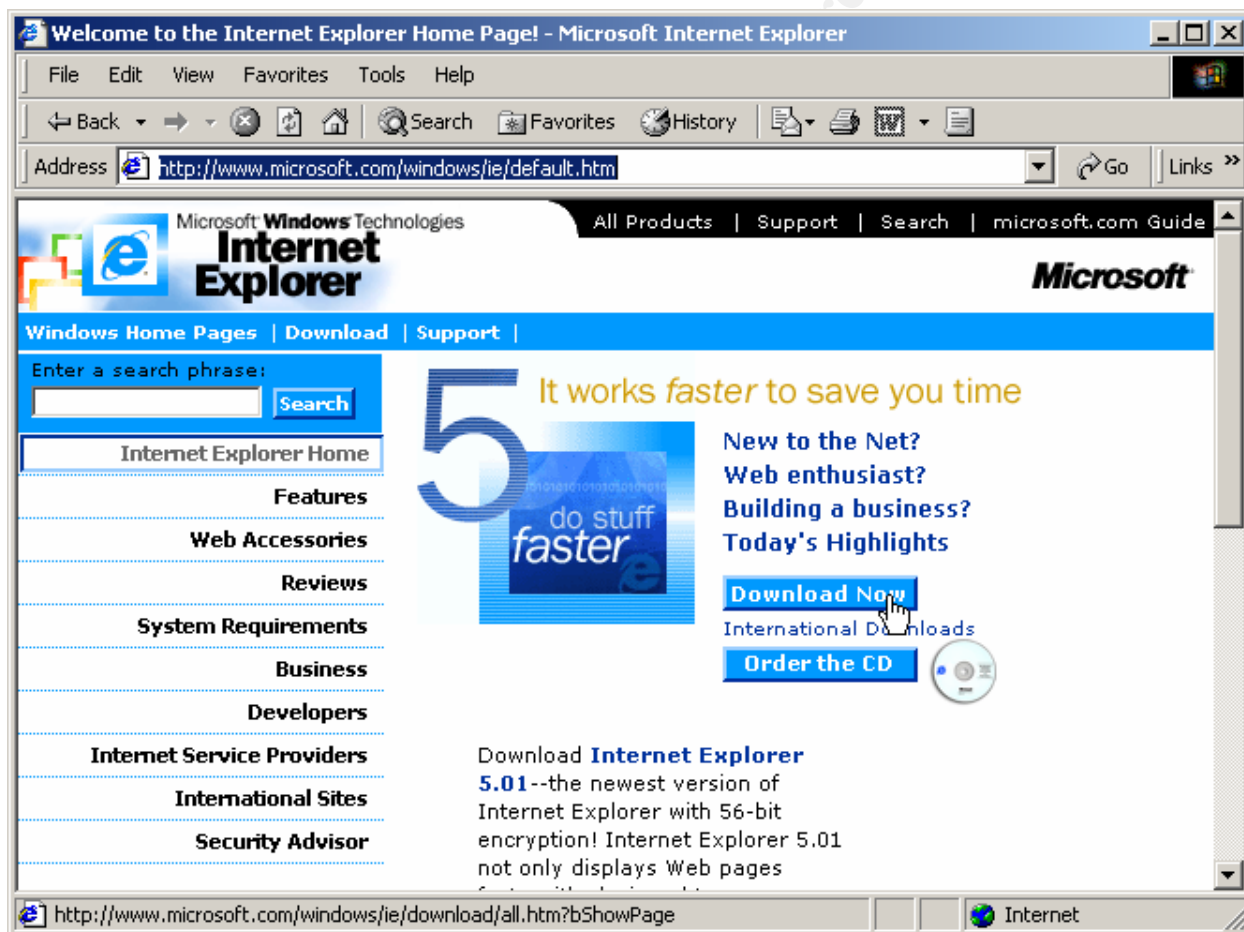 Welcome to the Internet Explorer Home Page! - Microsoft Internet Explorer
File Edit View Favorites Tools Help
Back Search Favorites History
Address http://www.microsoft.com/windows/ie/default.htm Go Links »
Microsoft Windows Technologies
Internet
Explorer
All Products | Support | Search | microsoft.com Guide
Microsoft
Windows Home Pages | Download | Support |
Enter a search phrase:
Search
Internet Explorer Home
Features
Web Accessories
Reviews
System Requirements
Business
Developers
Internet Service Providers
International Sites
Security Advisor
5
It works faster to save you time
do stuff
faster
New to the Net?
Web enthusiast?
Building a business?
Today's Highlights
Download Now
International Downloads
Order the CD
Download Internet Explorer
5.01--the newest version of
Internet Explorer with 56-bit
encryption! Internet Explorer 5.01
not only displays Web pages
http://www.microsoft.com/windows/ie/download/all.htm?bShowPage
Internet